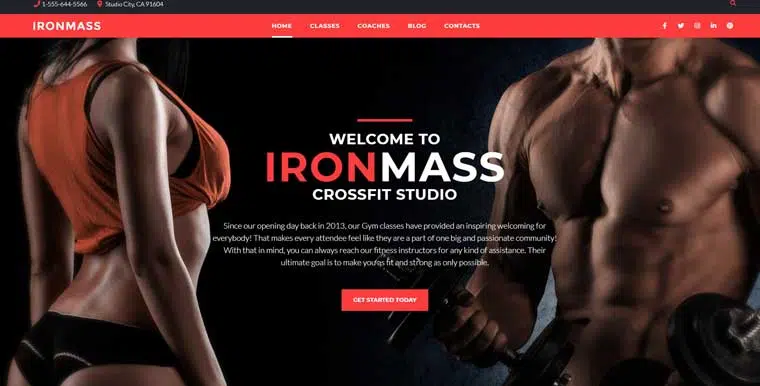 1-555-644-5566 Studio City, CA 91604
IRONMASS HOME CLASSES COACHES BLOG CONTACTS
WELCOME TO
IRONMASS
CROSSFIT STUDIO
Since our opening day back in 2013, our Gym classes have provided an inspiring welcoming for
everybody! That makes every attendee feel like they are a part of one big and passionate community!
With that in mind, you can always reach our fitness instructors for any kind of assistance. Their
ultimate goal is to make you as fit and strong as only possible.
GET STARTED TODAY